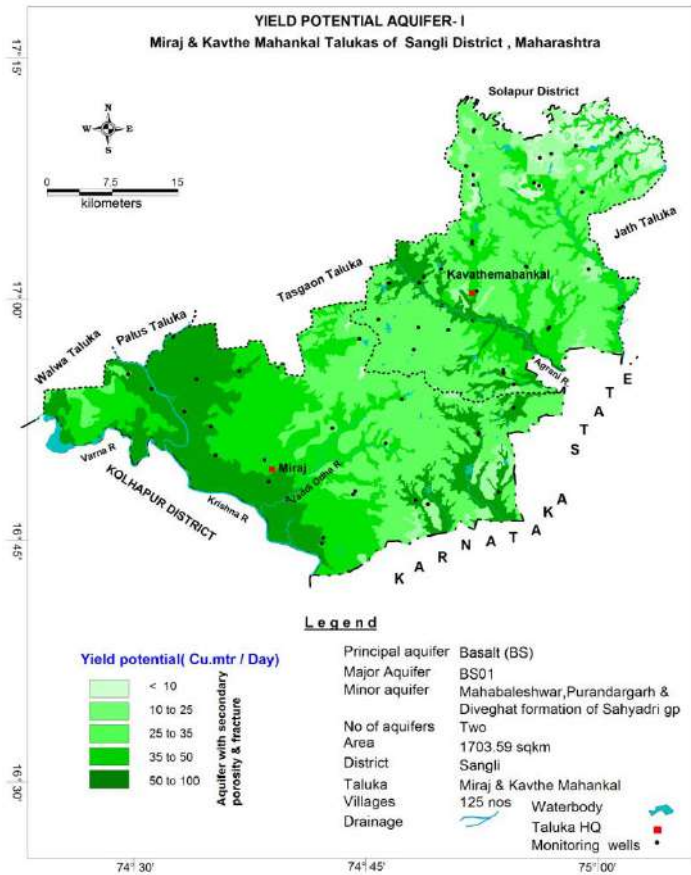 YIELD POTENTIAL AQUIFER- I
Miraj & Kavthe Mahankal Talukas of Sangli District , Maharashtra
17°15'
Solapur District
N
W E
S
0 7.5 15
kilometers
Jath Taluka
Tasgaon Taluka
Kavathemahankal
17°00'
Palus Taluka
Walwa Taluka
Agrani R
Varna R
Miraj
Vaddi Odha R
Krishna R
KOLHAPUR DISTRICT
KARNATAKA STATE
16°45'
Legend
Yield potential( Cu.mtr / Day)
< 10
10 to 25
25 to 35
35 to 50
50 to 100
Aquifer with secondary
porosity & fracture
Principal aquifer Basalt (BS)
Major Aquifer BS01
Minor aquifer Mahabaleshwar,Purandargarh &
Diveghat formation of Sahyadri gp
No of aquifers Two
Area 1703.59 sqkm
District Sangli
Taluka Miraj & Kavthe Mahankal
Villages 125 nos
Drainage
Waterbody
Taluka HQ
Monitoring wells
16°30'
74°30' 74°45' 75°00'